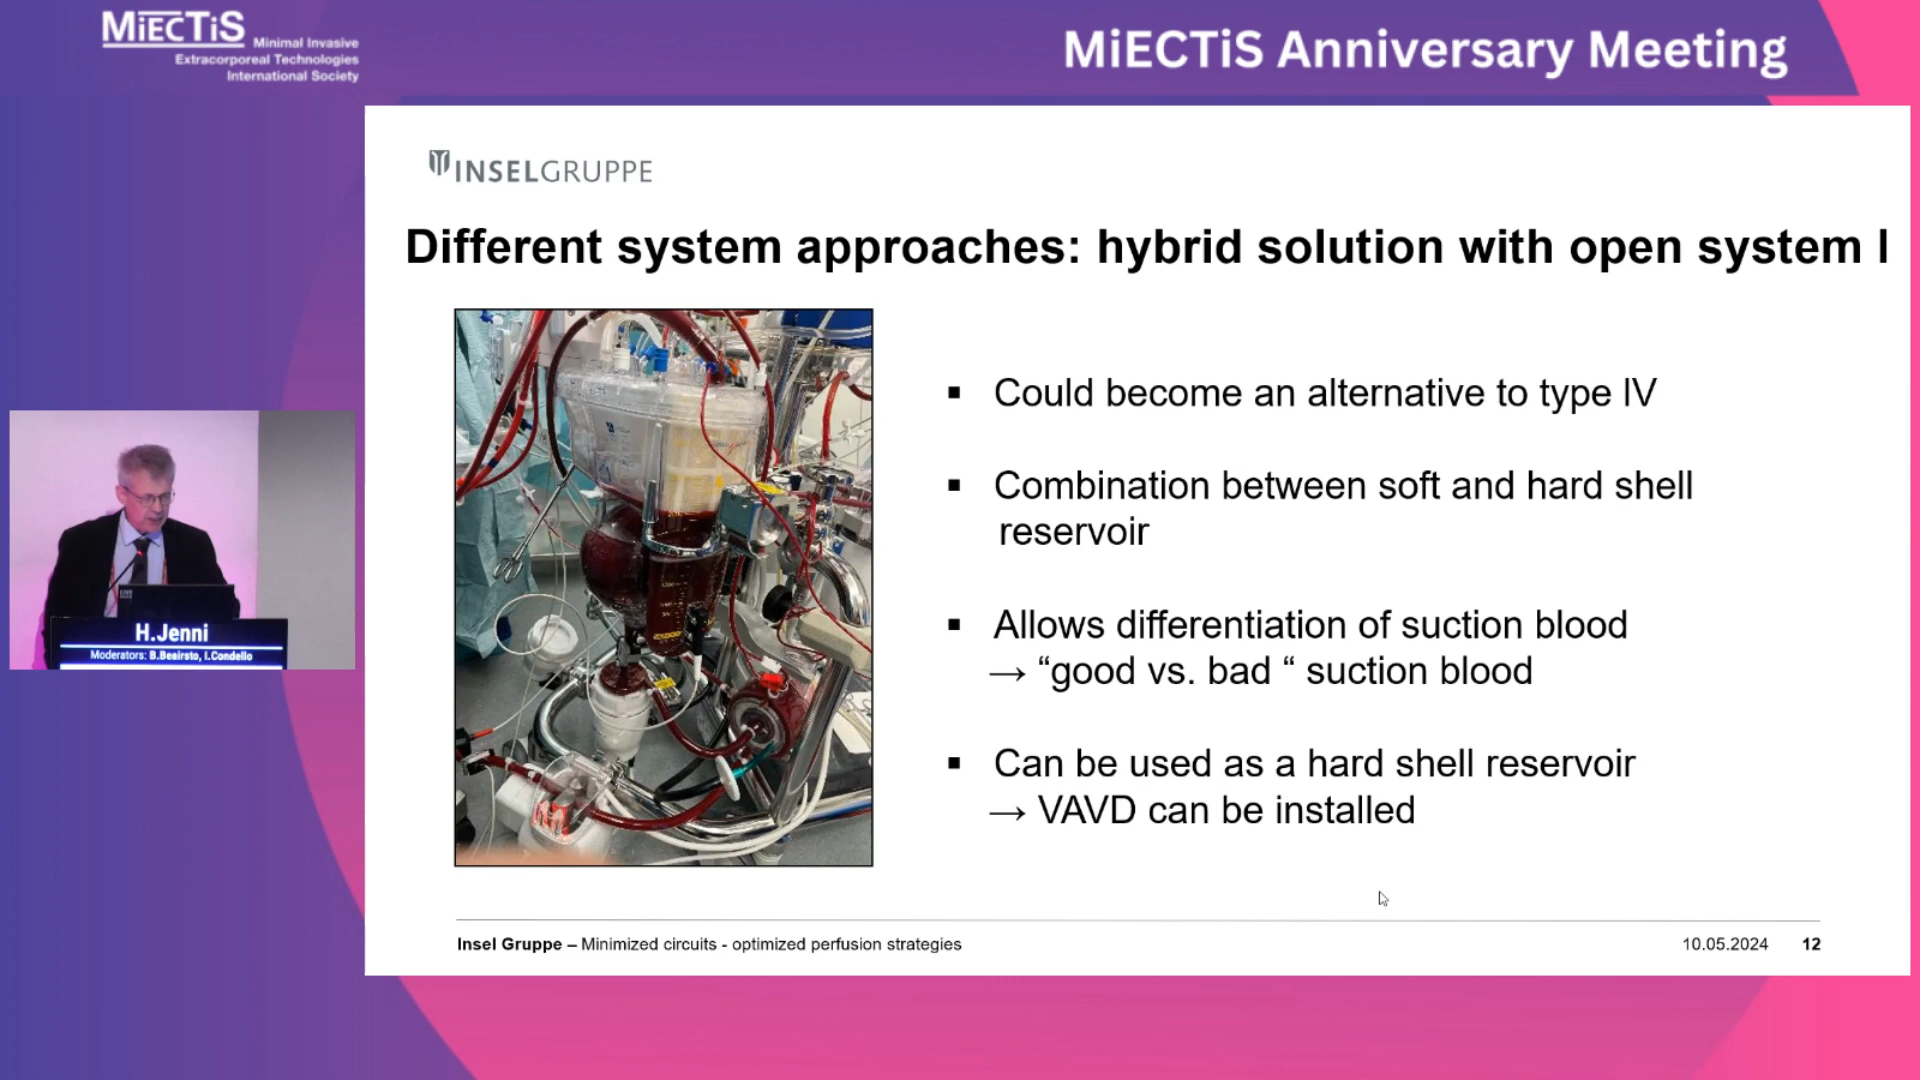 MiECTiS
Minimal Invasive
Extracorporeal Technologies
International Society
MiECTiS Anniversary Meeting
INSELGRUPPE
Different system approaches: hybrid solution with open system I
▪ Could become an alternative to type IV
▪ Combination between soft and hard shell
reservoir
▪ Allows differentiation of suction blood
→ “good vs. bad “ suction blood
▪ Can be used as a hard shell reservoir
→ VAVD can be installed
H.Jenni
Moderators: B.Beairsto, I.Condello
Insel Gruppe – Minimized circuits - optimized perfusion strategies
10.05.2024 12